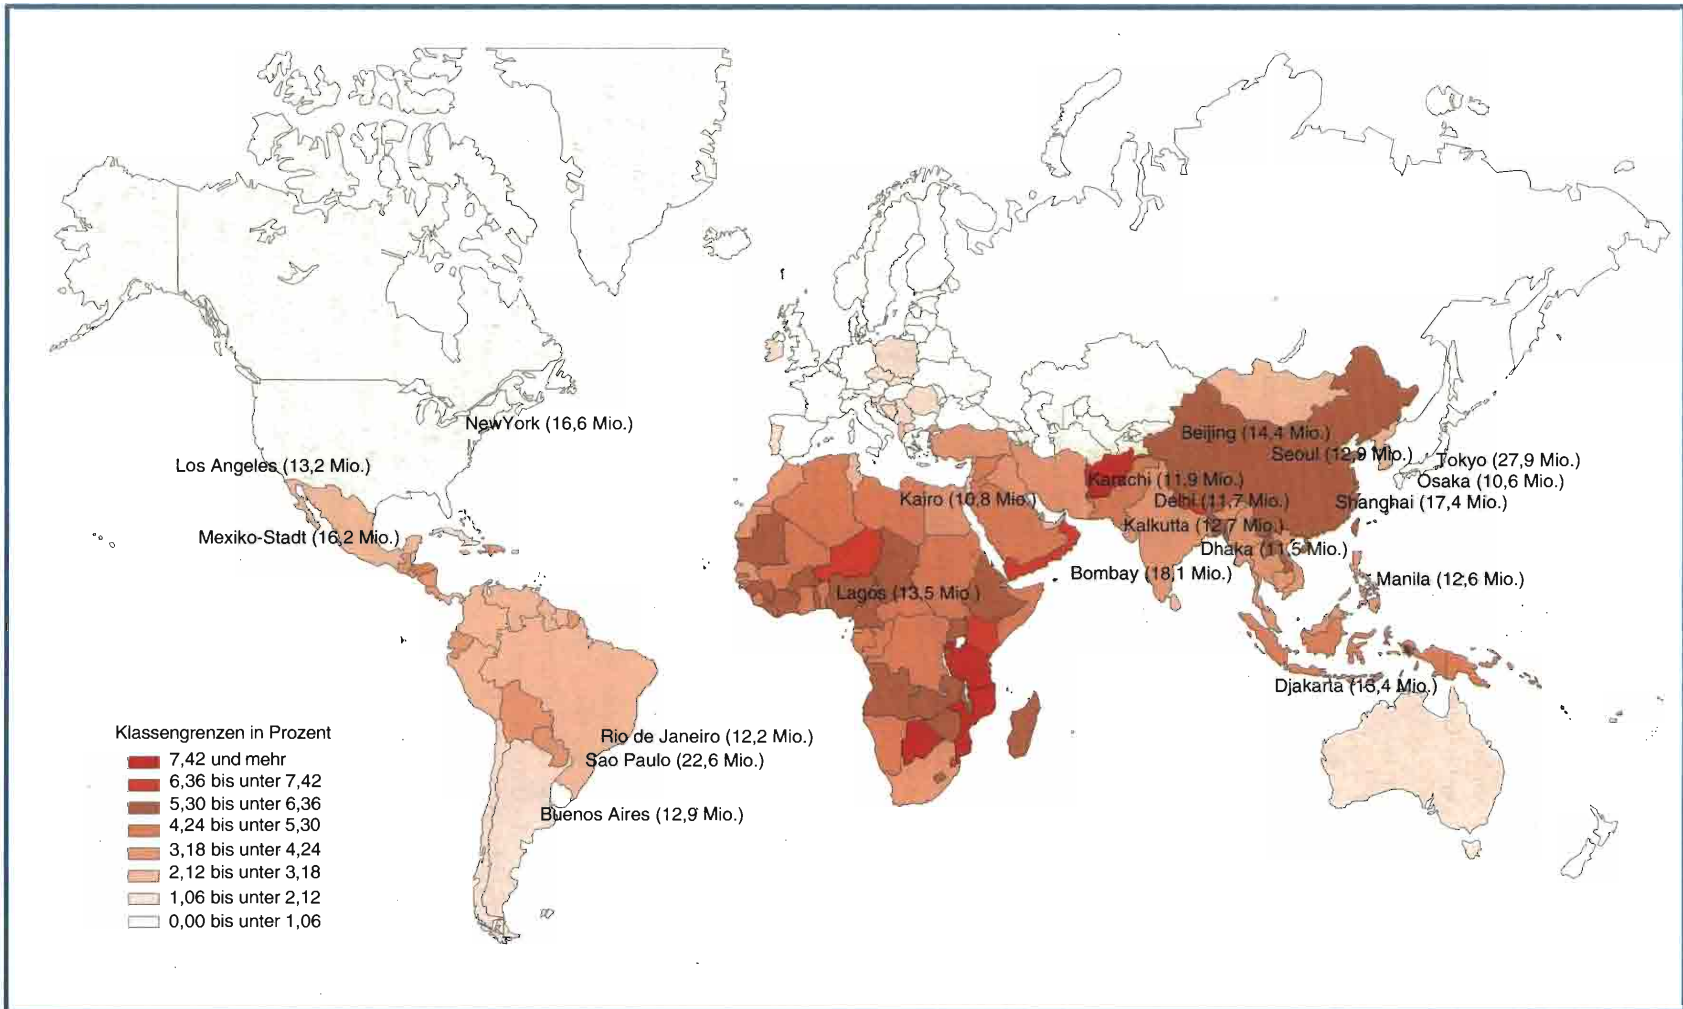 NewYork (16,6 Mio.)
Los Angeles (13,2 Mio.)
Mexiko-Stadt (16,2 Mio.)
Beijing (14,4 Mio.)
Seoul (12,9 Mio.)
Tokyo (27,9 Mio.)
Osaka (10,6 Mio.)
Karachi (11,9 Mio.)
Kairo (10,8 Mio.)
Delhi (11,7 Mio.)
Shanghai (17,4 Mio.)
Kalkutta (12,7 Mio.)
Dhaka (11,5 Mio.)
Bombay (18,1 Mio.)
Manila (12,6 Mio.)
Lagos (13,5 Mio.)
Djakarta (13,4 Mio.)
Rio de Janeiro (12,2 Mio.)
Sao Paulo (22,6 Mio.)
Buenos Aires (12,9 Mio.)
Klassengrenzen in Prozent
7,42 und mehr
6,36 bis unter 7,42
5,30 bis unter 6,36
4,24 bis unter 5,30
3,18 bis unter 4,24
2,12 bis unter 3,18
1,06 bis unter 2,12
0,00 bis unter 1,06